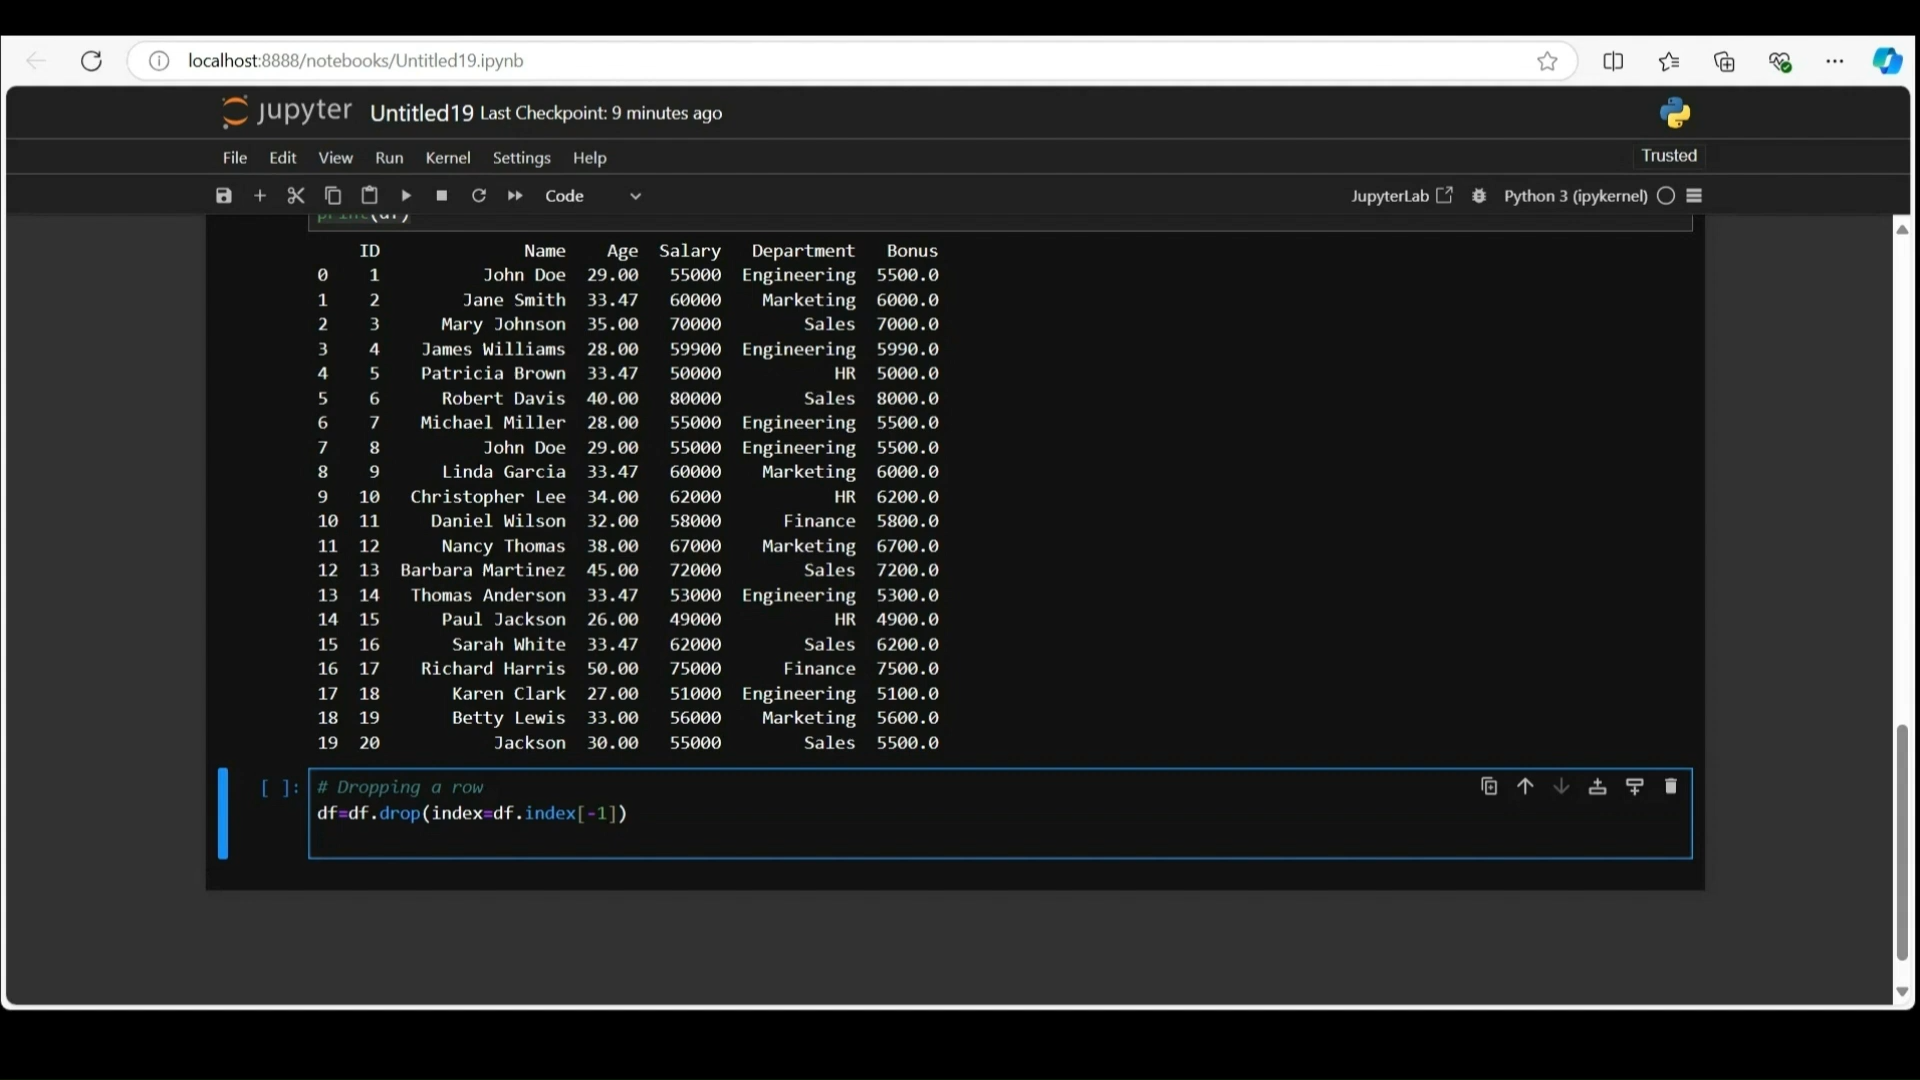 localhost:8888/notebooks/Untitled19.ipynb
jupyter Untitled19 Last Checkpoint: 9 minutes ago
File Edit View Run Kernel Settings Help Trusted
Code JupyterLab Python 3 (ipykernel)
print(df)
ID Name Age Salary Department Bonus
0 1 John Doe 29.00 55000 Engineering 5500.0
1 2 Jane Smith 33.47 60000 Marketing 6000.0
2 3 Mary Johnson 35.00 70000 Sales 7000.0
3 4 James Williams 28.00 59900 Engineering 5990.0
4 5 Patricia Brown 33.47 50000 HR 5000.0
5 6 Robert Davis 40.00 80000 Sales 8000.0
6 7 Michael Miller 28.00 55000 Engineering 5500.0
7 8 John Doe 29.00 55000 Engineering 5500.0
8 9 Linda Garcia 33.47 60000 Marketing 6000.0
9 10 Christopher Lee 34.00 62000 HR 6200.0
10 11 Daniel Wilson 32.00 58000 Finance 5800.0
11 12 Nancy Thomas 38.00 67000 Marketing 6700.0
12 13 Barbara Martinez 45.00 72000 Sales 7200.0
13 14 Thomas Anderson 33.47 53000 Engineering 5300.0
14 15 Paul Jackson 26.00 49000 HR 4900.0
15 16 Sarah White 33.47 62000 Sales 6200.0
16 17 Richard Harris 50.00 75000 Finance 7500.0
17 18 Karen Clark 27.00 51000 Engineering 5100.0
18 19 Betty Lewis 33.00 56000 Marketing 5600.0
19 20 Jackson 30.00 55000 Sales 5500.0
[ ]: # Dropping a row
df=df.drop(index=df.index[-1])